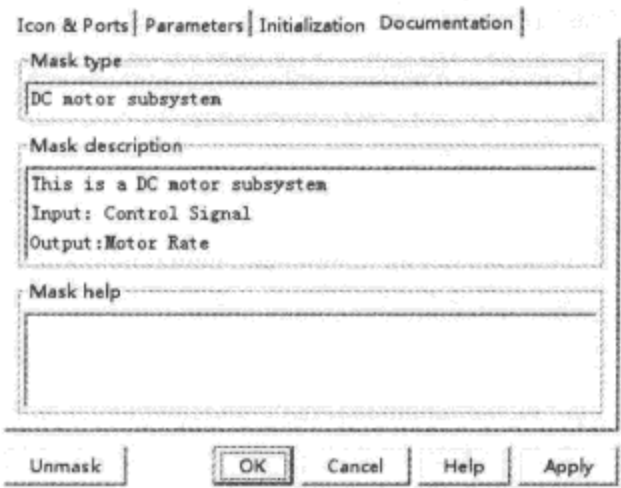 Icon & Ports Parameters Initialization Documentation
Mask type
DC motor subsystem
Mask description
This is a DC motor subsystem
Input: Control Signal
Output:Motor Rate
Mask help
Unmask OK Cancel Help Apply